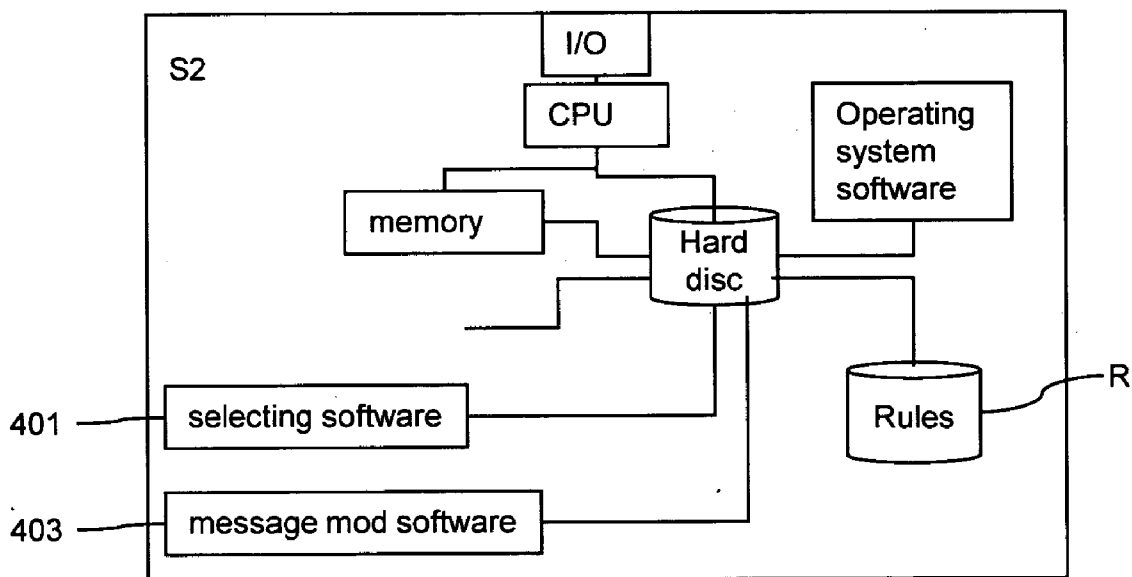 I/O
S2
CPU
Operating
system
software
memory
Hard
disc
R
Rules
401
selecting software
403
message mod software